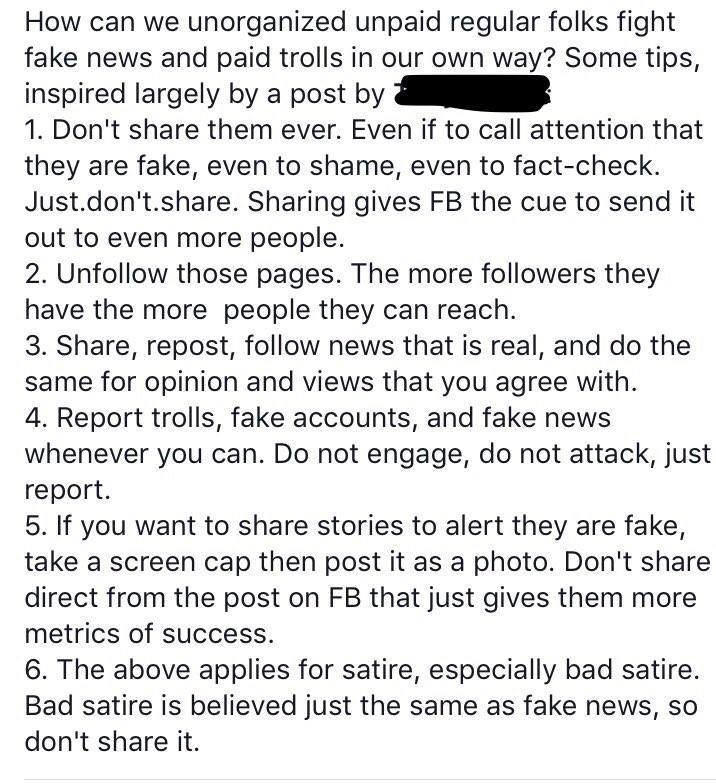 How can we unorganized unpaid regular folks fight
fake news and paid trolls in our own way? Some tips,
inspired largely by a post by
1. Don't share them ever. Even if to call attention that
they are fake, even to shame, even to fact-check.
Just.don't.share. Sharing gives FB the cue to send it
out to even more people.
2. Unfollow those pages. The more followers they
have the more  people they can reach.
3. Share, repost, follow news that is real, and do the
same for opinion and views that you agree with.
4. Report trolls, fake accounts, and fake news
whenever you can. Do not engage, do not attack, just
report.
5. If you want to share stories to alert they are fake,
take a screen cap then post it as a photo. Don't share
direct from the post on FB that just gives them more
metrics of success.
6. The above applies for satire, especially bad satire.
Bad satire is believed just the same as fake news, so
don't share it.